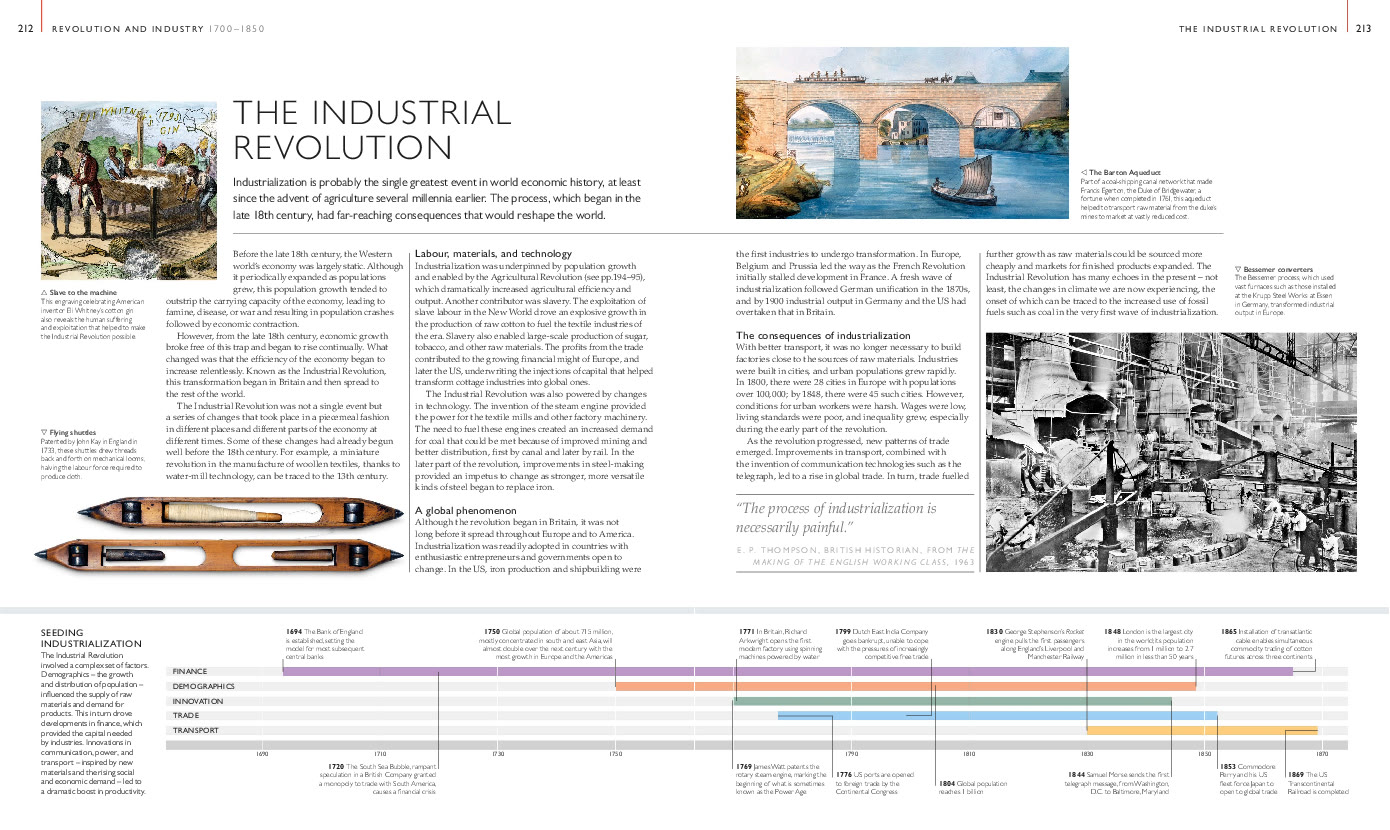 212
REVOLUTION AND INDUSTRY 1700–1850
THE INDUSTRIAL REVOLUTION
213
ELI WHITNEY'S (1793)
GIN
THE INDUSTRIAL
REVOLUTION
Industrialization is probably the single greatest event in world economic history, at least
since the advent of agriculture several millennia earlier. The process, which began in the
late 18th century, had far-reaching consequences that would reshape the world.
◁ The Barton Aqueduct
Part of a coal-shipping canal network that made
Francis Egerton, the Duke of Bridgewater, a
fortune when completed in 1761, this aqueduct
helped to transport raw material from the duke's
mines to market at vastly reduced cost.
△ Slave to the machine
This engraving celebrating American
inventor Eli Whitney's cotton gin
also reveals the human suffering
and exploitation that helped to make
the Industrial Revolution possible.
▽ Flying shuttles
Patented by John Kay in England in
1733, these shuttles drew threads
back and forth on mechanical looms,
halving the labour force required to
produce cloth.
Before the late 18th century, the Western
world's economy was largely static. Although
it periodically expanded as populations
grew, this population growth tended to
outstrip the carrying capacity of the economy, leading to
famine, disease, or war and resulting in population crashes
followed by economic contraction.
However, from the late 18th century, economic growth
broke free of this trap and began to rise continually. What
changed was that the efficiency of the economy began to
increase relentlessly. Known as the Industrial Revolution,
this transformation began in Britain and then spread to
the rest of the world.
The Industrial Revolution was not a single event but
a series of changes that took place in a piecemeal fashion
in different places and different parts of the economy at
different times. Some of these changes had already begun
well before the 18th century. For example, a miniature
revolution in the manufacture of woollen textiles, thanks to
water-mill technology, can be traced to the 13th century.
Labour, materials, and technology
Industrialization was underpinned by population growth
and enabled by the Agricultural Revolution (see pp.194–95),
which dramatically increased agricultural efficiency and
output. Another contributor was slavery. The exploitation of
slave labour in the New World drove an explosive growth in
the production of raw cotton to fuel the textile industries of
the era. Slavery also enabled large-scale production of sugar,
tobacco, and other raw materials. The profits from the trade
contributed to the growing financial might of Europe, and
later the US, underwriting the injections of capital that helped
transform cottage industries into global ones.
The Industrial Revolution was also powered by changes
in technology. The invention of the steam engine provided
the power for the textile mills and other factory machinery.
The need to fuel these engines created an increased demand
for coal that could be met because of improved mining and
better distribution, first by canal and later by rail. In the
later part of the revolution, improvements in steel-making
provided an impetus to change as stronger, more versatile
kinds of steel began to replace iron.
A global phenomenon
Although the revolution began in Britain, it was not
long before it spread throughout Europe and to America.
Industrialization was readily adopted in countries with
enthusiastic entrepreneurs and governments open to
change. In the US, iron production and shipbuilding were
the first industries to undergo transformation. In Europe,
Belgium and Prussia led the way as the French Revolution
initially stalled development in France. A fresh wave of
industrialization followed German unification in the 1870s,
and by 1900 industrial output in Germany and the US had
overtaken that in Britain.
The consequences of industrialization
With better transport, it was no longer necessary to build
factories close to the sources of raw materials. Industries
were built in cities, and urban populations grew rapidly.
In 1800, there were 28 cities in Europe with populations
over 100,000; by 1848, there were 45 such cities. However,
conditions for urban workers were harsh. Wages were low,
living standards were poor, and inequality grew, especially
during the early part of the revolution.
As the revolution progressed, new patterns of trade
emerged. Improvements in transport, combined with
the invention of communication technologies such as the
telegraph, led to a rise in global trade. In turn, trade fuelled
“The process of industrialization is
necessarily painful.”
E. P. THOMPSON, BRITISH HISTORIAN, FROM THE
MAKING OF THE ENGLISH WORKING CLASS, 1963
further growth as raw materials could be sourced more
cheaply and markets for finished products expanded. The
Industrial Revolution has many echoes in the present – not
least, the changes in climate we are now experiencing, the
onset of which can be traced to the increased use of fossil
fuels such as coal in the very first wave of industrialization.
▽ Bessemer converters
The Bessemer process, which used
vast furnaces such as those installed
at the Krupp Steel Works at Essen
in Germany, transformed industrial
output in Europe.
SEEDING
INDUSTRIALIZATION
The Industrial Revolution
involved a complex set of factors.
Demographics – the growth
and distribution of population –
influenced the supply of raw
materials and demand for
products. This in turn drove
developments in finance, which
provided the capital needed
by industries. Innovations in
communication, power, and
transport – inspired by new
materials and the rising social
and economic demand – led to
a dramatic boost in productivity.
1694 The Bank of England
is established, setting the
model for most subsequent
central banks
1750 Global population of about 715 million,
mostly concentrated in south and east Asia, will
almost double over the next century with the
most growth in Europe and the Americas
1771 In Britain, Richard
Arkwright opens the first
modern factory using spinning
machines powered by water
1799 Dutch East India Company
goes bankrupt, unable to cope
with the pressures of increasingly
competitive free trade
1830 George Stephenson's Rocket
engine pulls the first passengers
along England's Liverpool and
Manchester Railway
1848 London is the largest city
in the world; its population
increases from 1 million to 2.7
million in less than 50 years
1865 Installation of transatlantic
cable enables simultaneous
commodity trading of cotton
futures across three continents
FINANCE
DEMOGRAPHICS
INNOVATION
TRADE
TRANSPORT
1690
1710
1730
1750
1790
1810
1830
1830
1870
1720 The South Sea Bubble, rampant
speculation in a British Company granted
a monopoly to trade with South America,
causes a financial crisis
1769 James Watt patents the
rotary steam engine, marking the
beginning of what is sometimes
known as the Power Age
1776 US ports are opened
to foreign trade by the
Continental Congress
1804 Global population
reaches 1 billion
1844 Samuel Morse sends the first
telegraph message, from Washington,
D.C. to Baltimore, Maryland
1853 Commodore
Perry and his US
fleet force Japan to
open to global trade
1869 The US
Transcontinental
Railroad is completed